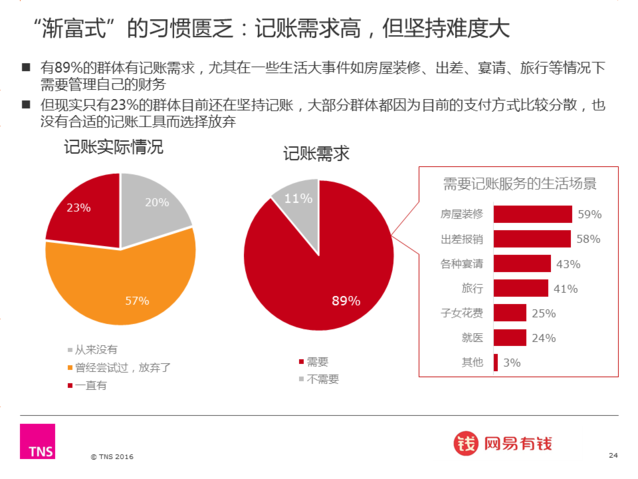 “渐富式”的习惯匮乏：记账需求高，但坚持难度大
■ 有89%的群体有记账需求，尤其在一些生活大事件如房屋装修、出差、宴请、旅行等情况下
需要管理自己的财务
■ 但现实只有23%的群体目前还在坚持记账，大部分群体都因为目前的支付方式比较分散，也
没有合适的记账工具而选择放弃
记账实际情况
20%
23%
57%
从来没有
曾经尝试过，放弃了
一直有
记账需求
11%
89%
需要
不需要
需要记账服务的生活场景
房屋装修 59%
出差报销 58%
各种宴请 43%
旅行 41%
子女花费 25%
就医 24%
其他 3%
TNS
© TNS 2016
钱 网易有钱
24